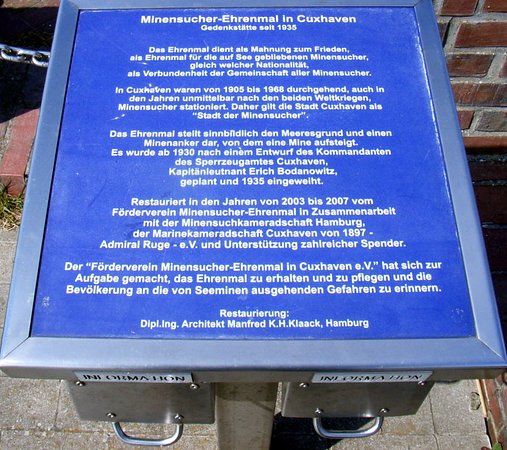 Minensucher-Ehrenmal in Cuxhaven
Gedenkstätte seit 1935
Das Ehrenmal dient als Mahnung zum Frieden,
als Ehrenmal für die auf See gebliebenen Minensucher,
gleich welcher Nationalität,
als Verbundenheit der Gemeinschaft aller Minensucher.
In Cuxhaven waren von 1905 bis 1968 durchgehend, auch in
den Jahren unmittelbar nach den beiden Weltkriegen,
Minensucher stationiert. Daher gilt die Stadt Cuxhaven als
“Stadt der Minensucher”.
Das Ehrenmal stellt sinnbildlich den Meeresgrund und einen
Minenanker dar, von dem eine Mine aufsteigt.
Es wurde ab 1930 nach einem Entwurf des Kommandanten
des Sperrzeugamtes Cuxhaven,
Kapitänleutnant Erich Bodanowitz,
geplant und 1935 eingeweiht.
Restauriert in den Jahren von 2003 bis 2007 vom
Förderverein Minensucher-Ehrenmal in Zusammenarbeit
mit der Minensuchkameradschaft Hamburg,
der Marinekameradschaft Cuxhaven von 1897 -
Admiral Ruge - e.V. und Unterstützung zahlreicher Spender.
Der “Förderverein Minensucher-Ehrenmal in Cuxhaven e.V.” hat sich zur
Aufgabe gemacht, das Ehrenmal zu erhalten und zu pflegen und die
Bevölkerung an die von Seeminen ausgehenden Gefahren zu erinnern.
Restaurierung:
Dipl.Ing. Architekt Manfred K.H.Klaack, Hamburg
INFORMATION
INFORMATION